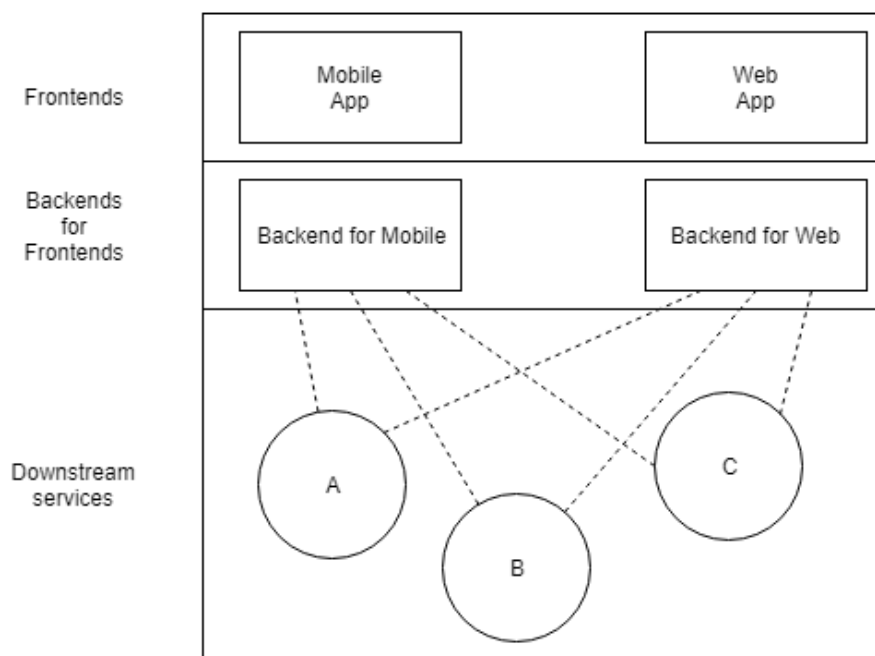 Frontends
Mobile
App
Web
App
Backends
for
Frontends
Backend for Mobile
Backend for Web
Downstream
services
A
B
C